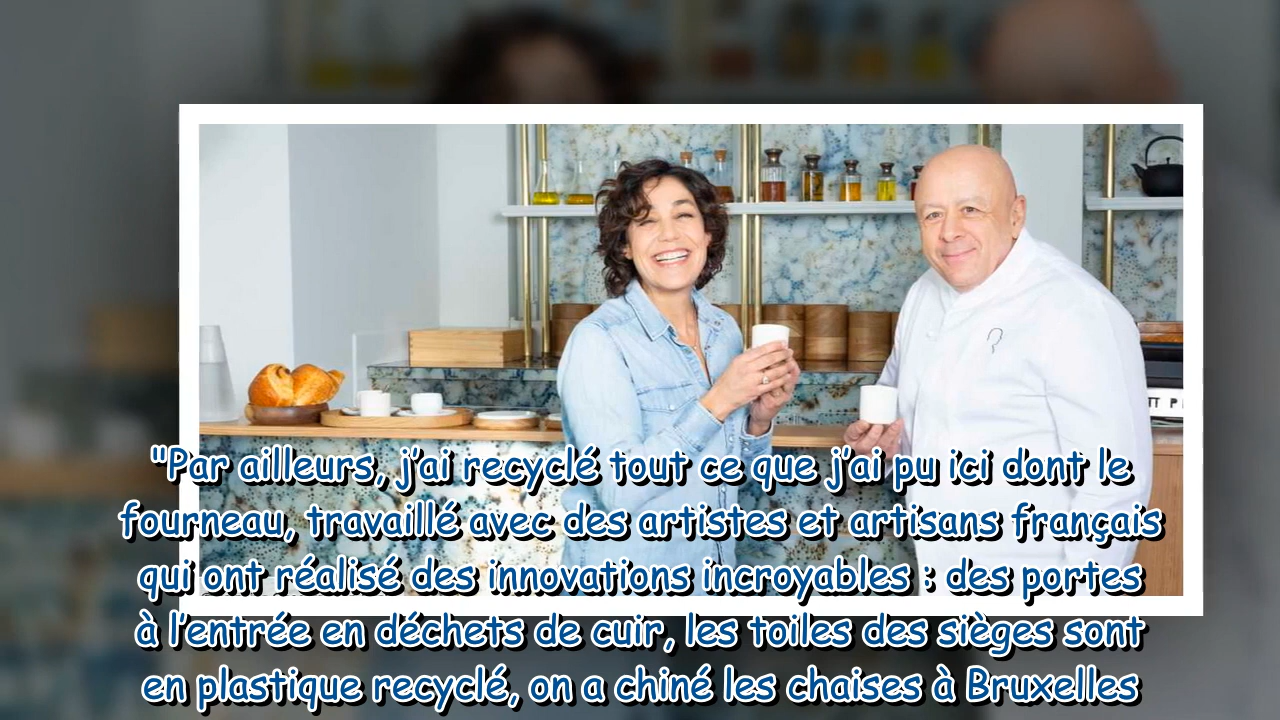 "Par ailleurs, j’ai recyclé tout ce que j’ai pu ici dont le
fourneau, travaillé avec des artistes et artisans français
qui ont réalisé des innovations incroyables : des portes
à l’entrée en déchets de cuir, les toiles des sièges sont
en plastique recyclé, on a chiné les chaises à Bruxelles